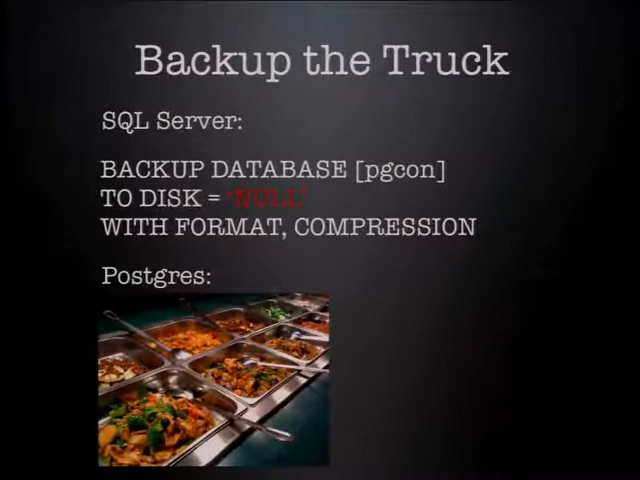 Backup the Truck
SQL Server:
BACKUP DATABASE [pgcon]
TO DISK = 'NULL'
WITH FORMAT, COMPRESSION
Postgres: